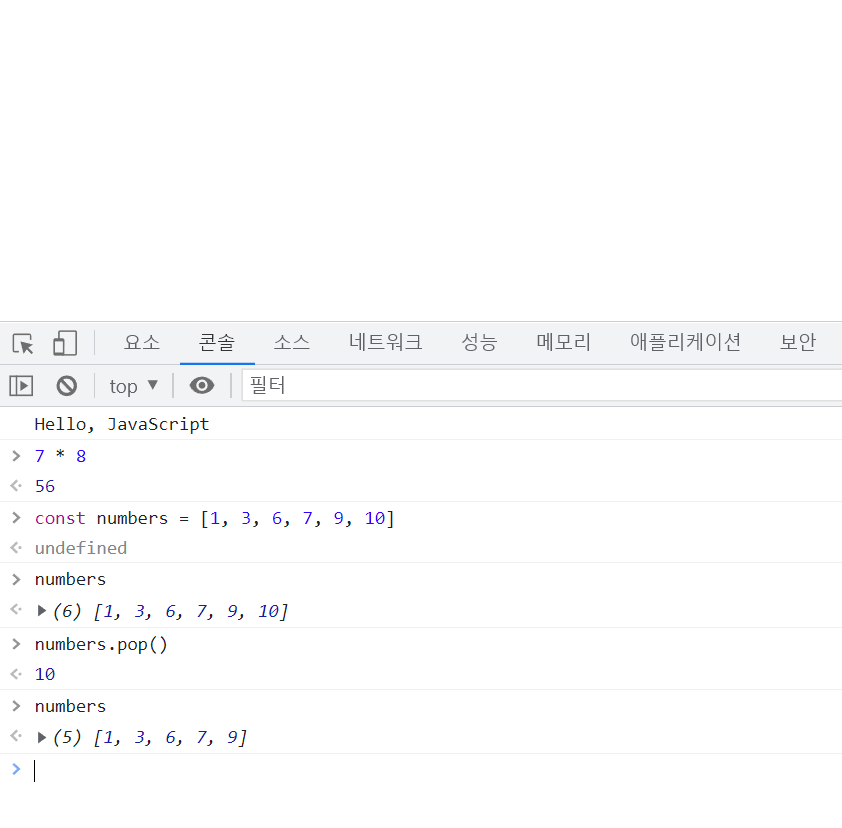 요소 콘솔 소스 네트워크 성능 메모리 애플리케이션 보안
top ▼ 필터
Hello, JavaScript
> 7 * 8
<· 56
> const numbers = [1, 3, 6, 7, 9, 10]
<· undefined
> numbers
<· ▶(6) [1, 3, 6, 7, 9, 10]
> numbers.pop()
<· 10
> numbers
<· ▶(5) [1, 3, 6, 7, 9]
>